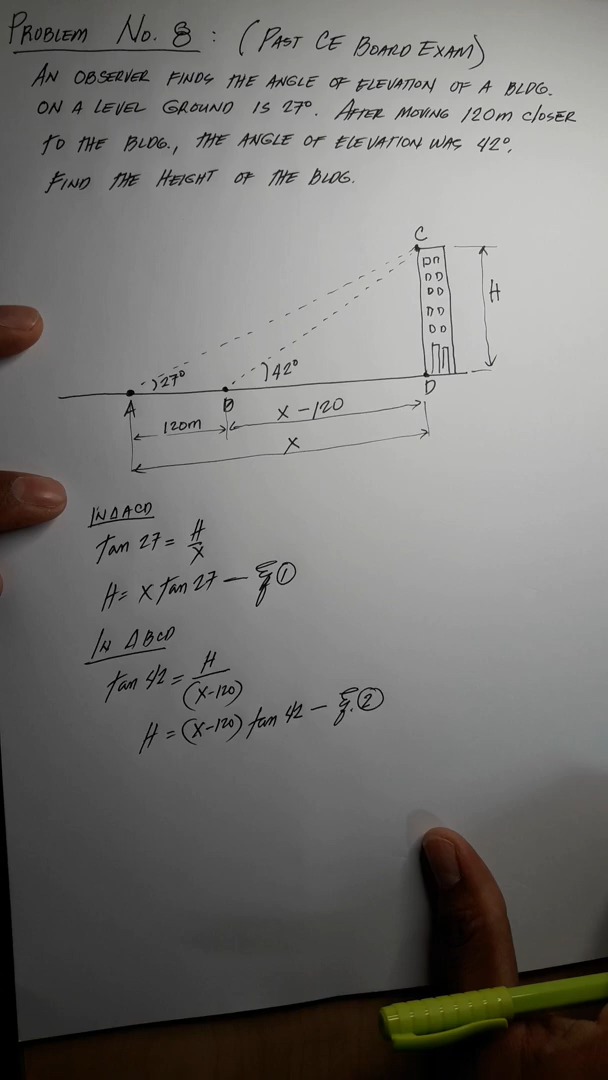 PROBLEM No. 8 : (PAST CE BOARD EXAM)
AN OBSERVER FINDS THE ANGLE OF ELEVATION OF A BLDG.
ON A LEVEL GROUND IS 27°. AFTER MOVING 120m CLOSER
TO THE BLDG., THE ANGLE OF ELEVATION WAS 42°.
FIND THE HEIGHT OF THE BLDG.
C
H
27°
42°
A
B
D
120m
X-120
X
IN ΔACD
tan 27 = H/X
H = X tan 27 — Eq ①
IN ΔBCD
tan 42 = H/(X-120)
H = (X-120) tan 42 — Eq. ②